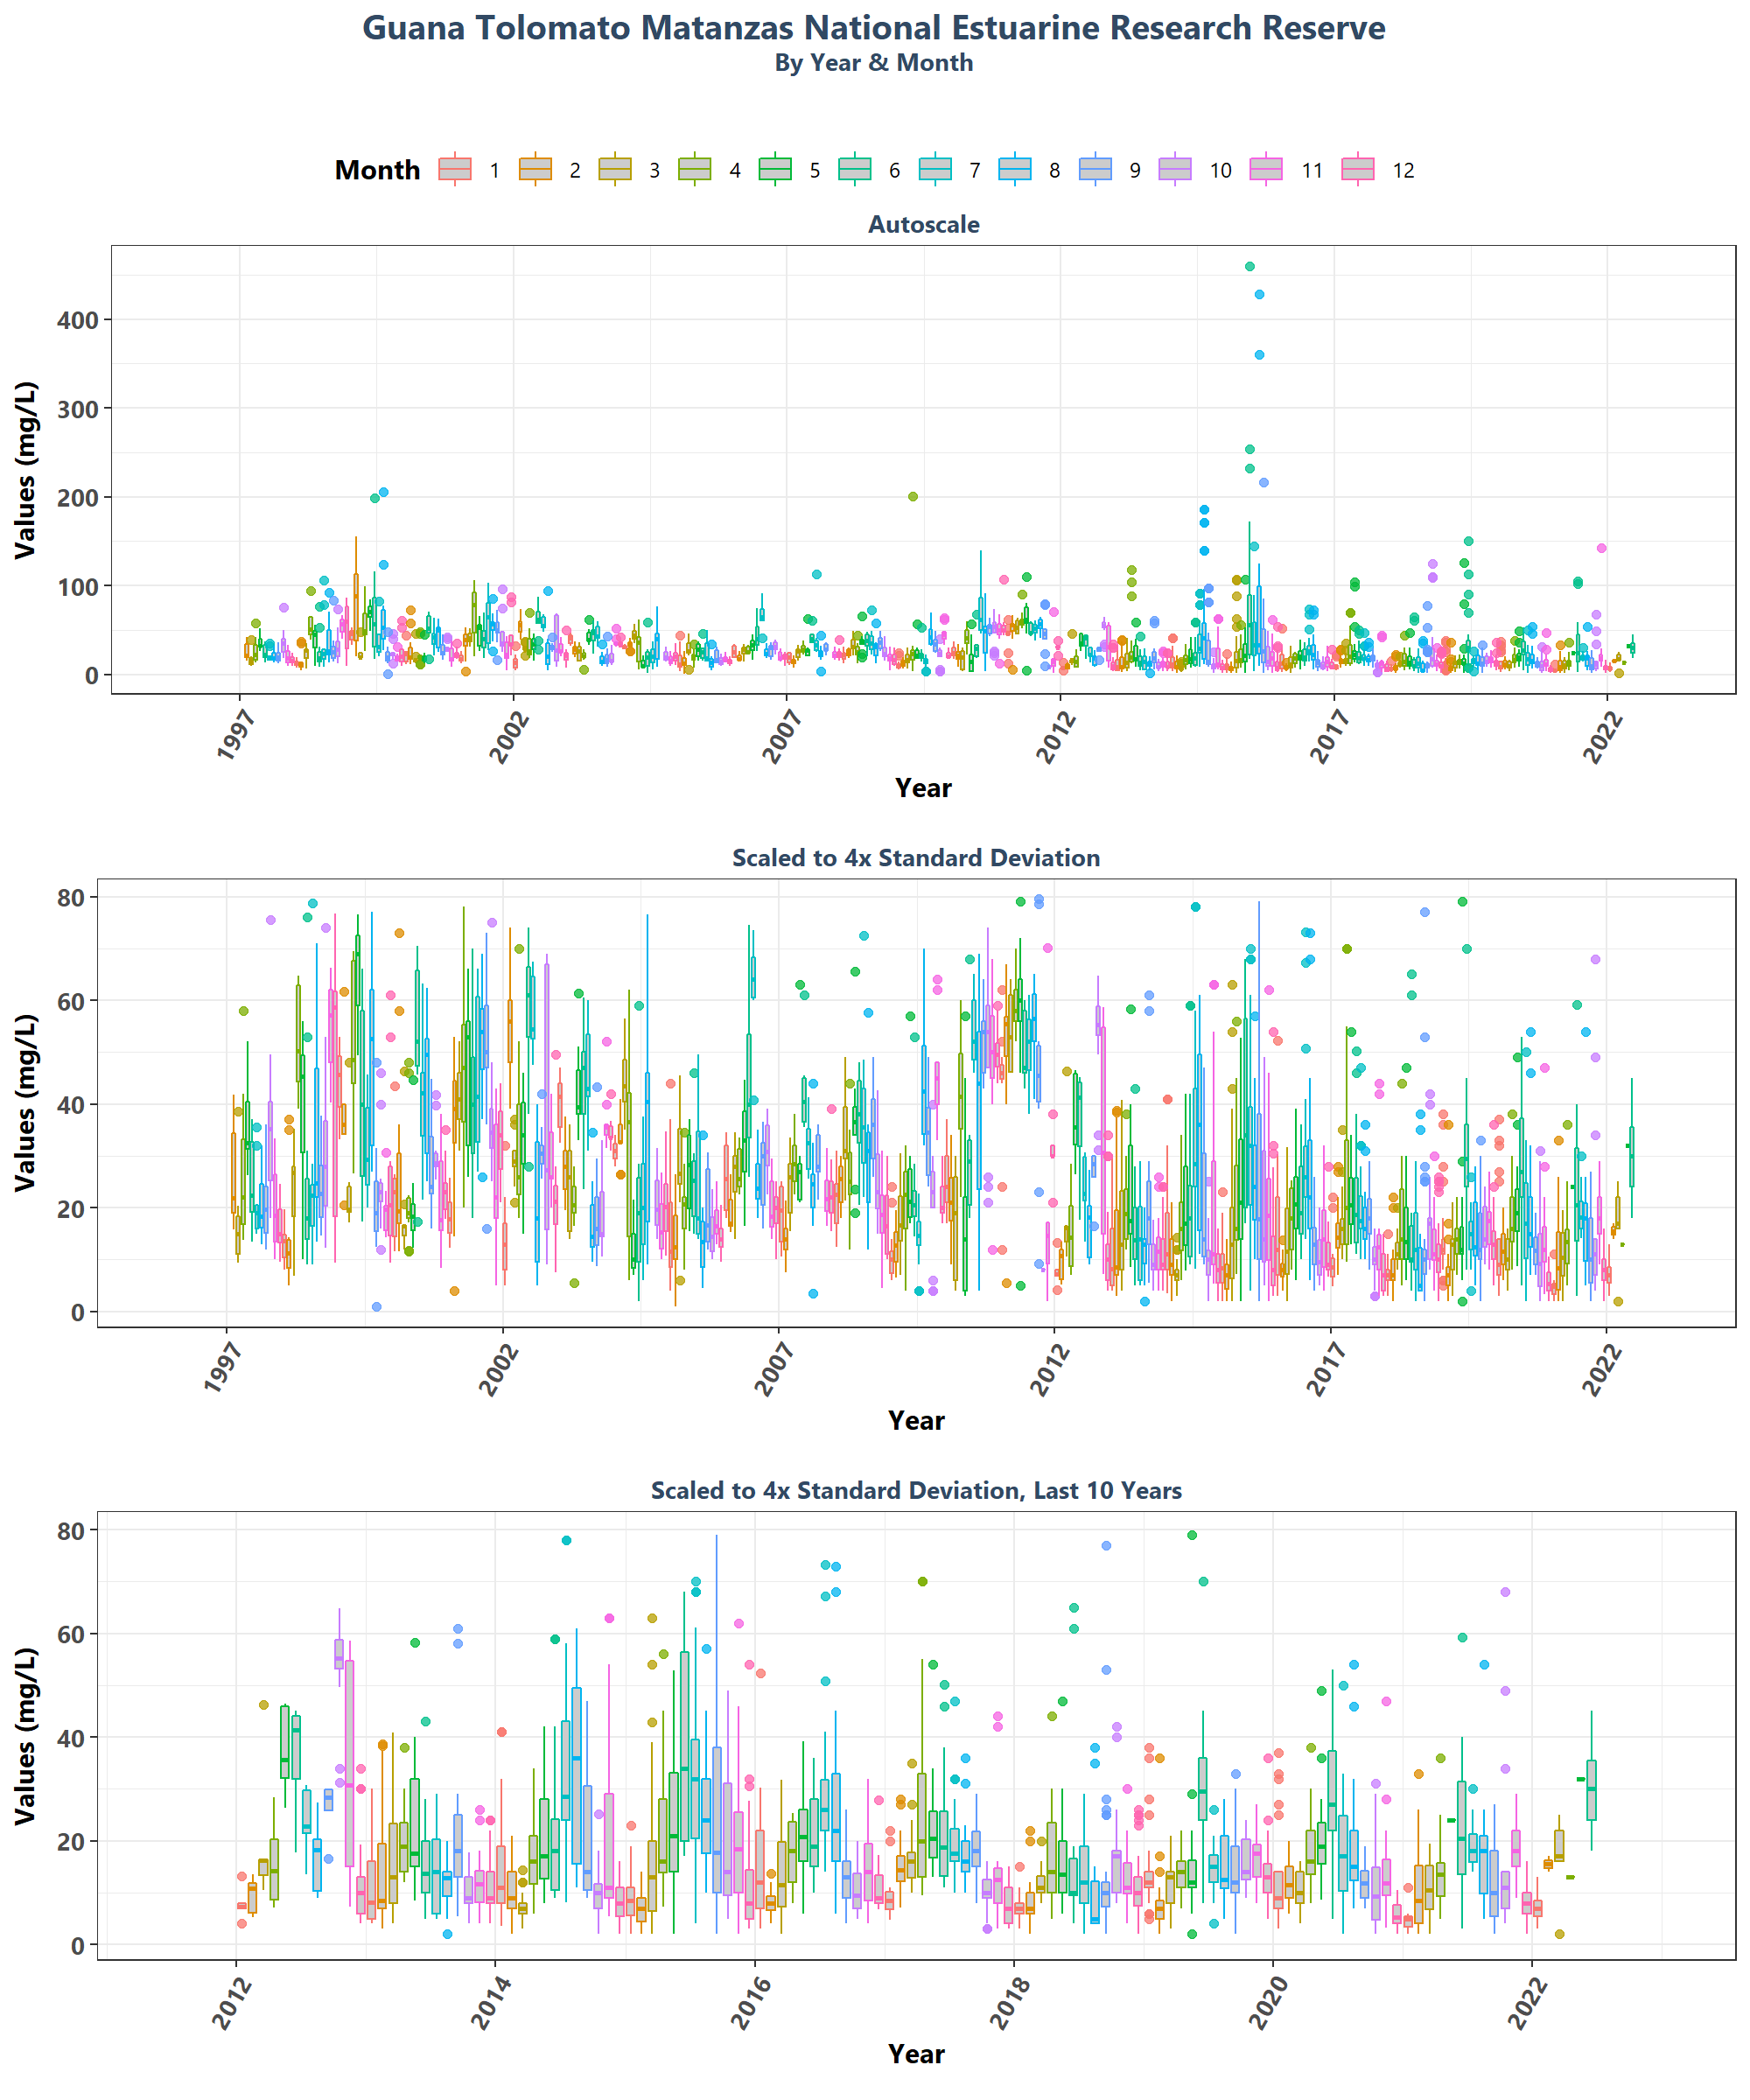 Guana Tolomato Matanzas National Estuarine Research Reserve
By Year & Month
Month 1 2 3 4 5 6 7 8 9 10 11 12
Autoscale
Values (mg/L)
400
300
200
100
0
1997 2002 2007 2012 2017 2022
Year
Scaled to 4x Standard Deviation
Values (mg/L)
80
60
40
20
0
1997 2002 2007 2012 2017 2022
Year
Scaled to 4x Standard Deviation, Last 10 Years
Values (mg/L)
80
60
40
20
0
2012 2014 2016 2018 2020 2022
Year